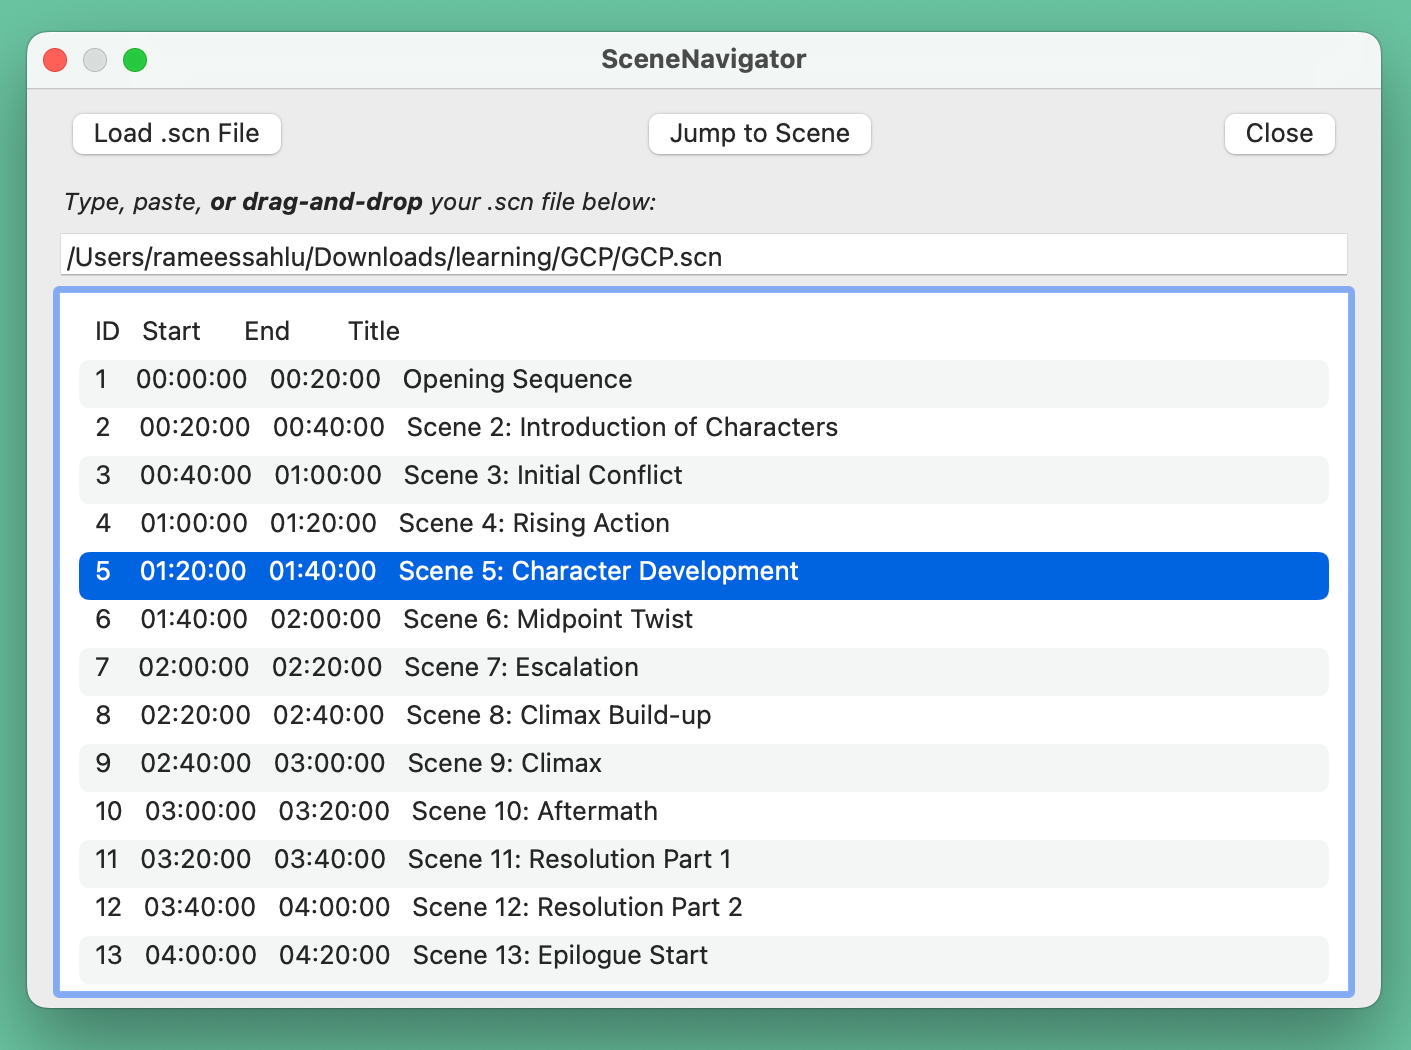 SceneNavigator
Load .scn File Jump to Scene Close
Type, paste, or drag-and-drop your .scn file below:
/Users/rameessahlu/Downloads/learning/GCP/GCP.scn
ID Start End Title
1 00:00:00 00:20:00 Opening Sequence
2 00:20:00 00:40:00 Scene 2: Introduction of Characters
3 00:40:00 01:00:00 Scene 3: Initial Conflict
4 01:00:00 01:20:00 Scene 4: Rising Action
5 01:20:00 01:40:00 Scene 5: Character Development
6 01:40:00 02:00:00 Scene 6: Midpoint Twist
7 02:00:00 02:20:00 Scene 7: Escalation
8 02:20:00 02:40:00 Scene 8: Climax Build-up
9 02:40:00 03:00:00 Scene 9: Climax
10 03:00:00 03:20:00 Scene 10: Aftermath
11 03:20:00 03:40:00 Scene 11: Resolution Part 1
12 03:40:00 04:00:00 Scene 12: Resolution Part 2
13 04:00:00 04:20:00 Scene 13: Epilogue Start